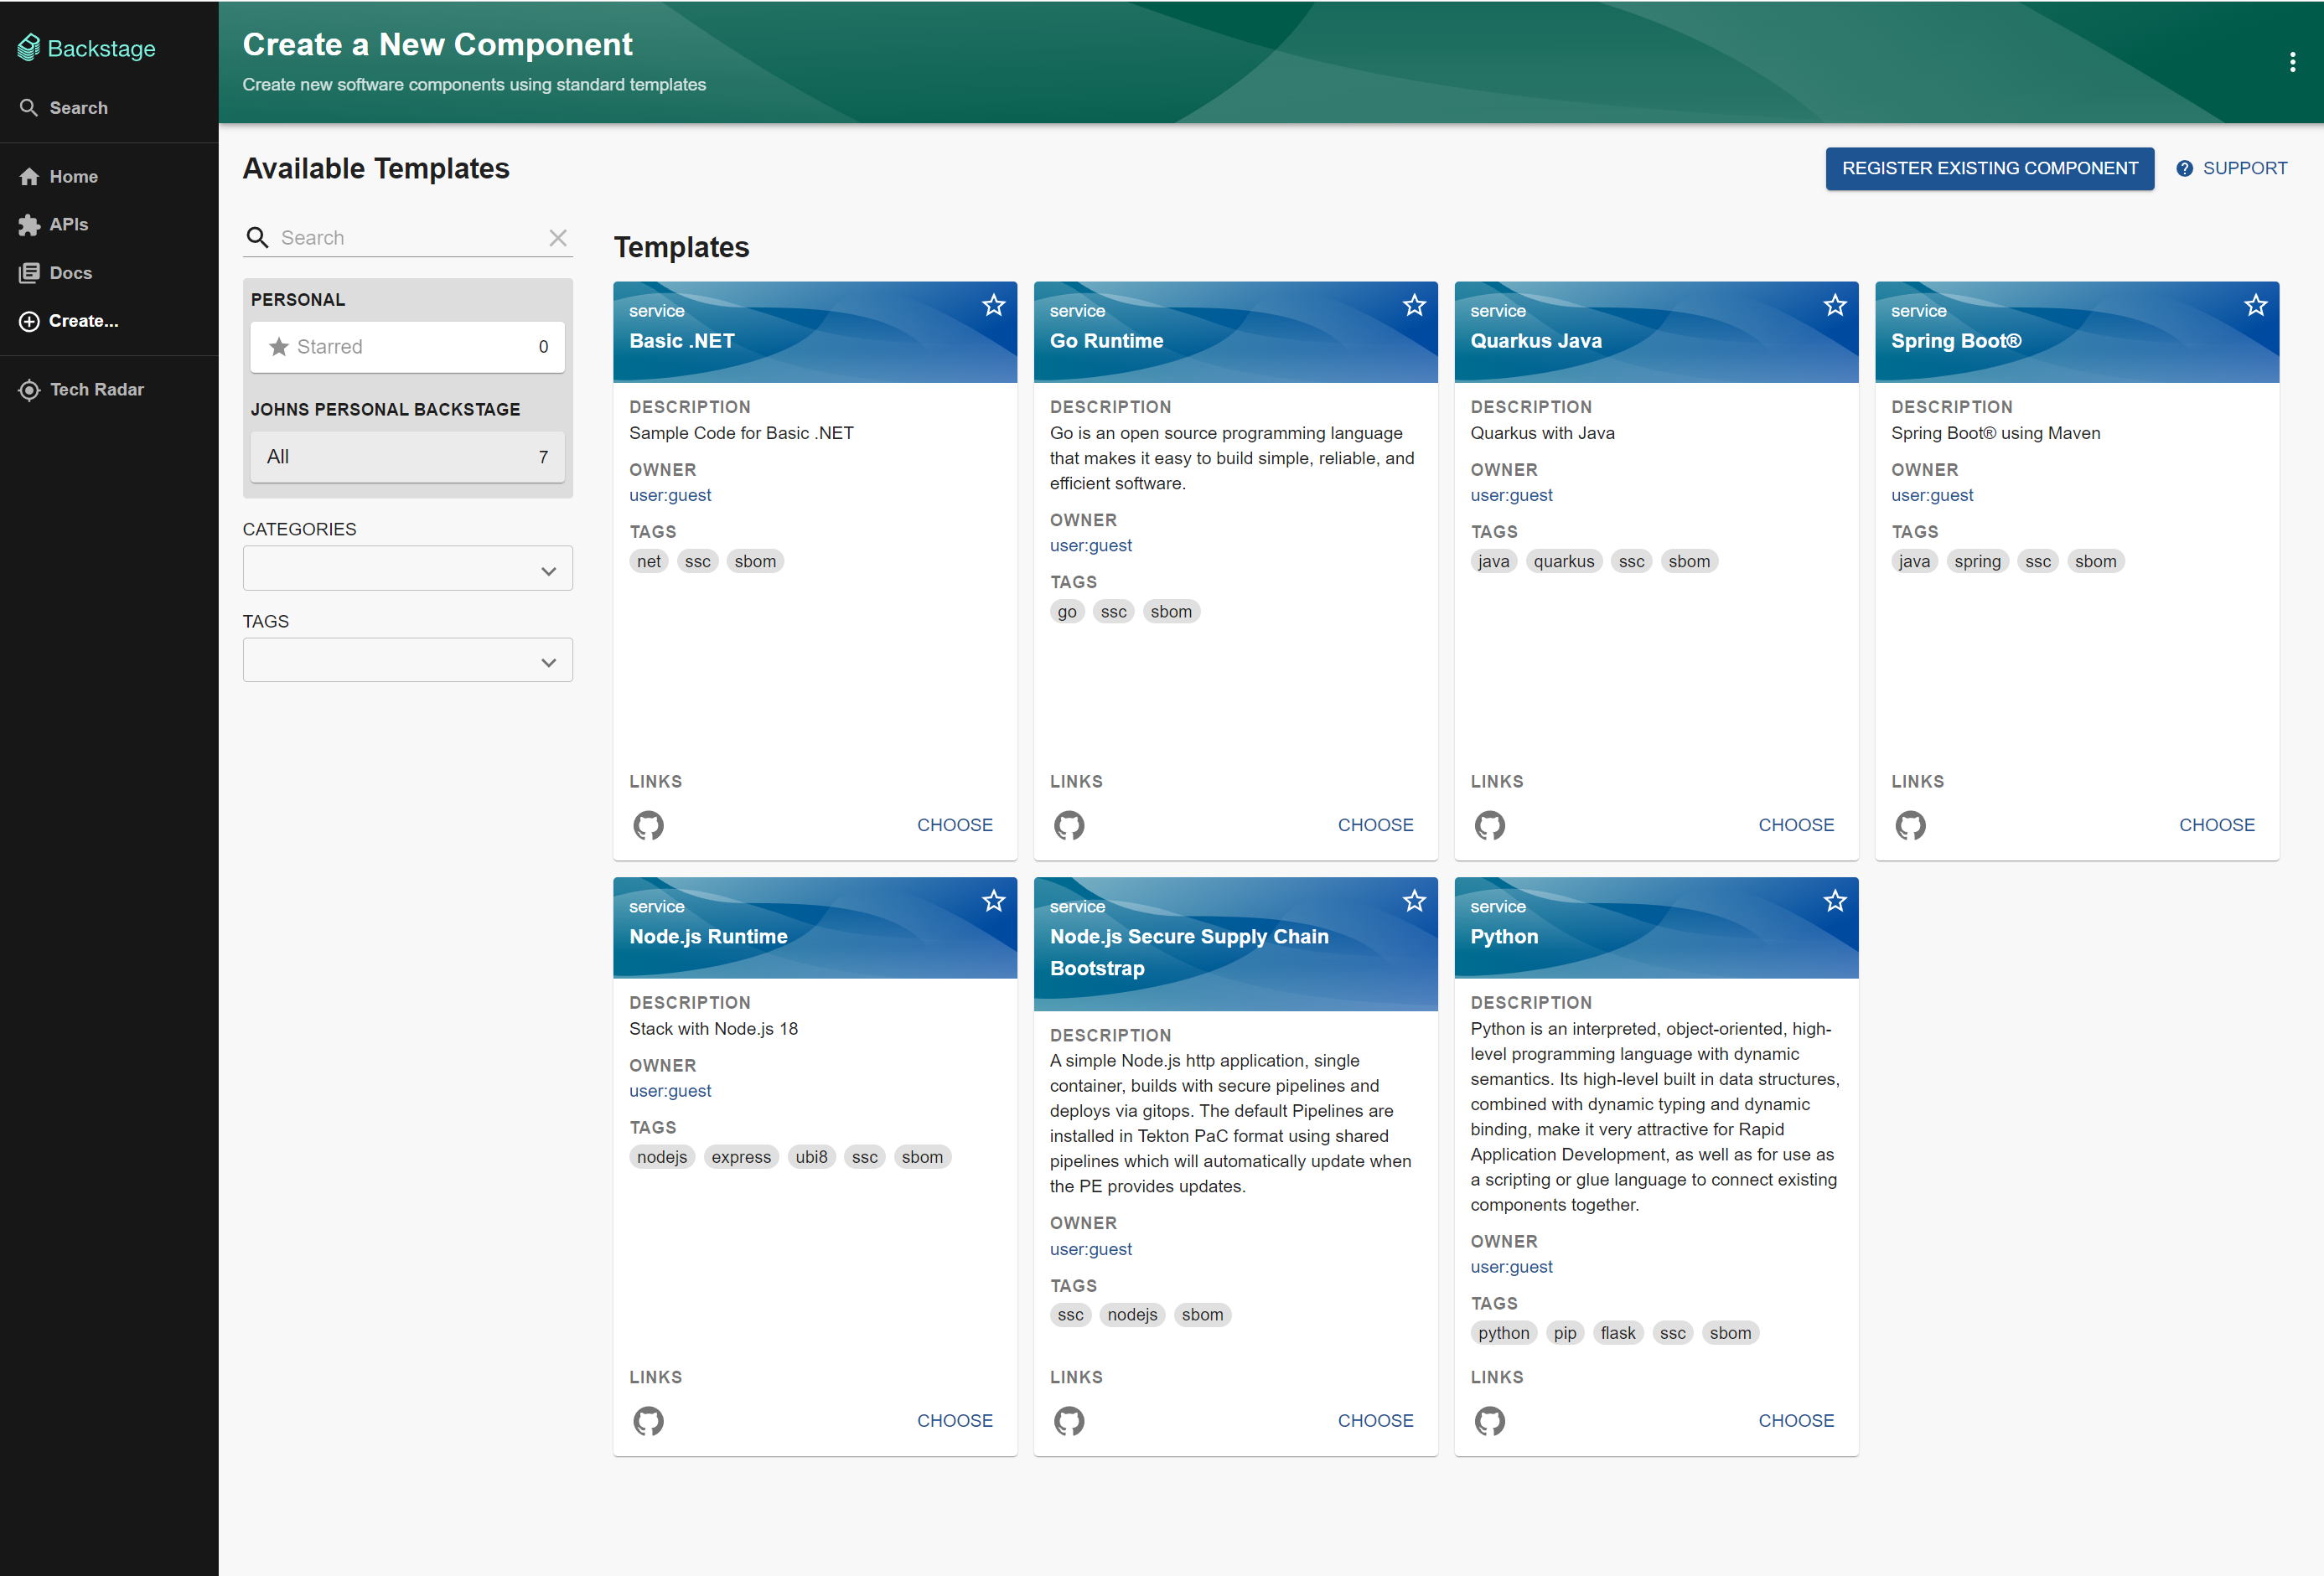 Backstage
Search
Home
APIs
Docs
Create...
Tech Radar
Create a New Component
Create new software components using standard templates
Available Templates
REGISTER EXISTING COMPONENT
SUPPORT
Search
PERSONAL
Starred 0
JOHNS PERSONAL BACKSTAGE
All 7
CATEGORIES
TAGS
Templates
service
Basic .NET
DESCRIPTION
Sample Code for Basic .NET
OWNER
user:guest
TAGS
net ssc sbom
LINKS
CHOOSE
service
Go Runtime
DESCRIPTION
Go is an open source programming language
that makes it easy to build simple, reliable, and
efficient software.
OWNER
user:guest
TAGS
go ssc sbom
LINKS
CHOOSE
service
Quarkus Java
DESCRIPTION
Quarkus with Java
OWNER
user:guest
TAGS
java quarkus ssc sbom
LINKS
CHOOSE
service
Spring Boot®
DESCRIPTION
Spring Boot® using Maven
OWNER
user:guest
TAGS
java spring ssc sbom
LINKS
CHOOSE
service
Node.js Runtime
DESCRIPTION
Stack with Node.js 18
OWNER
user:guest
TAGS
nodejs express ubi8 ssc sbom
LINKS
CHOOSE
service
Node.js Secure Supply Chain
Bootstrap
DESCRIPTION
A simple Node.js http application, single
container, builds with secure pipelines and
deploys via gitops. The default Pipelines are
installed in Tekton PaC format using shared
pipelines which will automatically update when
the PE provides updates.
OWNER
user:guest
TAGS
ssc nodejs sbom
LINKS
CHOOSE
service
Python
DESCRIPTION
Python is an interpreted, object-oriented, high-
level programming language with dynamic
semantics. Its high-level built in data structures,
combined with dynamic typing and dynamic
binding, make it very attractive for Rapid
Application Development, as well as for use as
a scripting or glue language to connect existing
components together.
OWNER
user:guest
TAGS
python pip flask ssc sbom
LINKS
CHOOSE